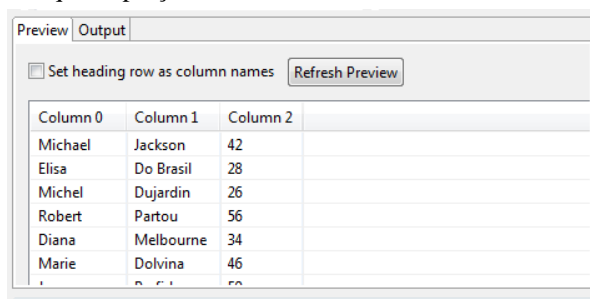 Preview Output
Set heading row as column names Refresh Preview
Column 0 Column 1 Column 2
Michael Jackson 42
Elisa Do Brasil 28
Michel Dujardin 26
Robert Partou 56
Diana Melbourne 34
Marie Dolvina 46